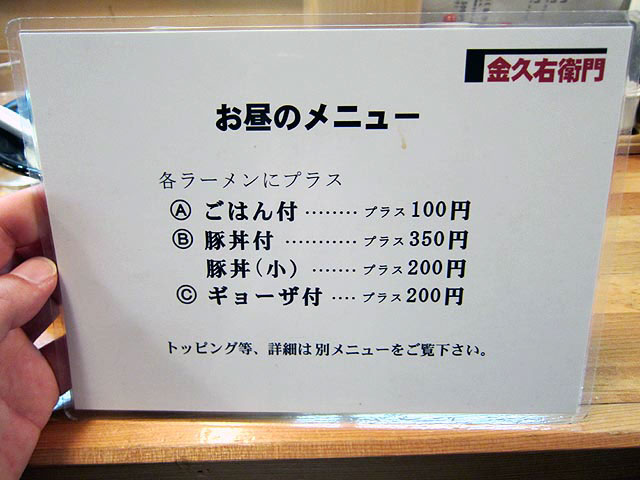 金久右衛門
お昼のメニュー
各ラーメンにプラス
Ⓐ ごはん付 ‥‥‥‥ プラス 100円
Ⓑ 豚丼付 ‥‥‥‥‥‥ プラス 350円
豚丼(小) ‥‥‥‥ プラス 200円
Ⓒ ギョーザ付 ‥‥ プラス 200円
トッピング等、詳細は別メニューをご覧下さい。